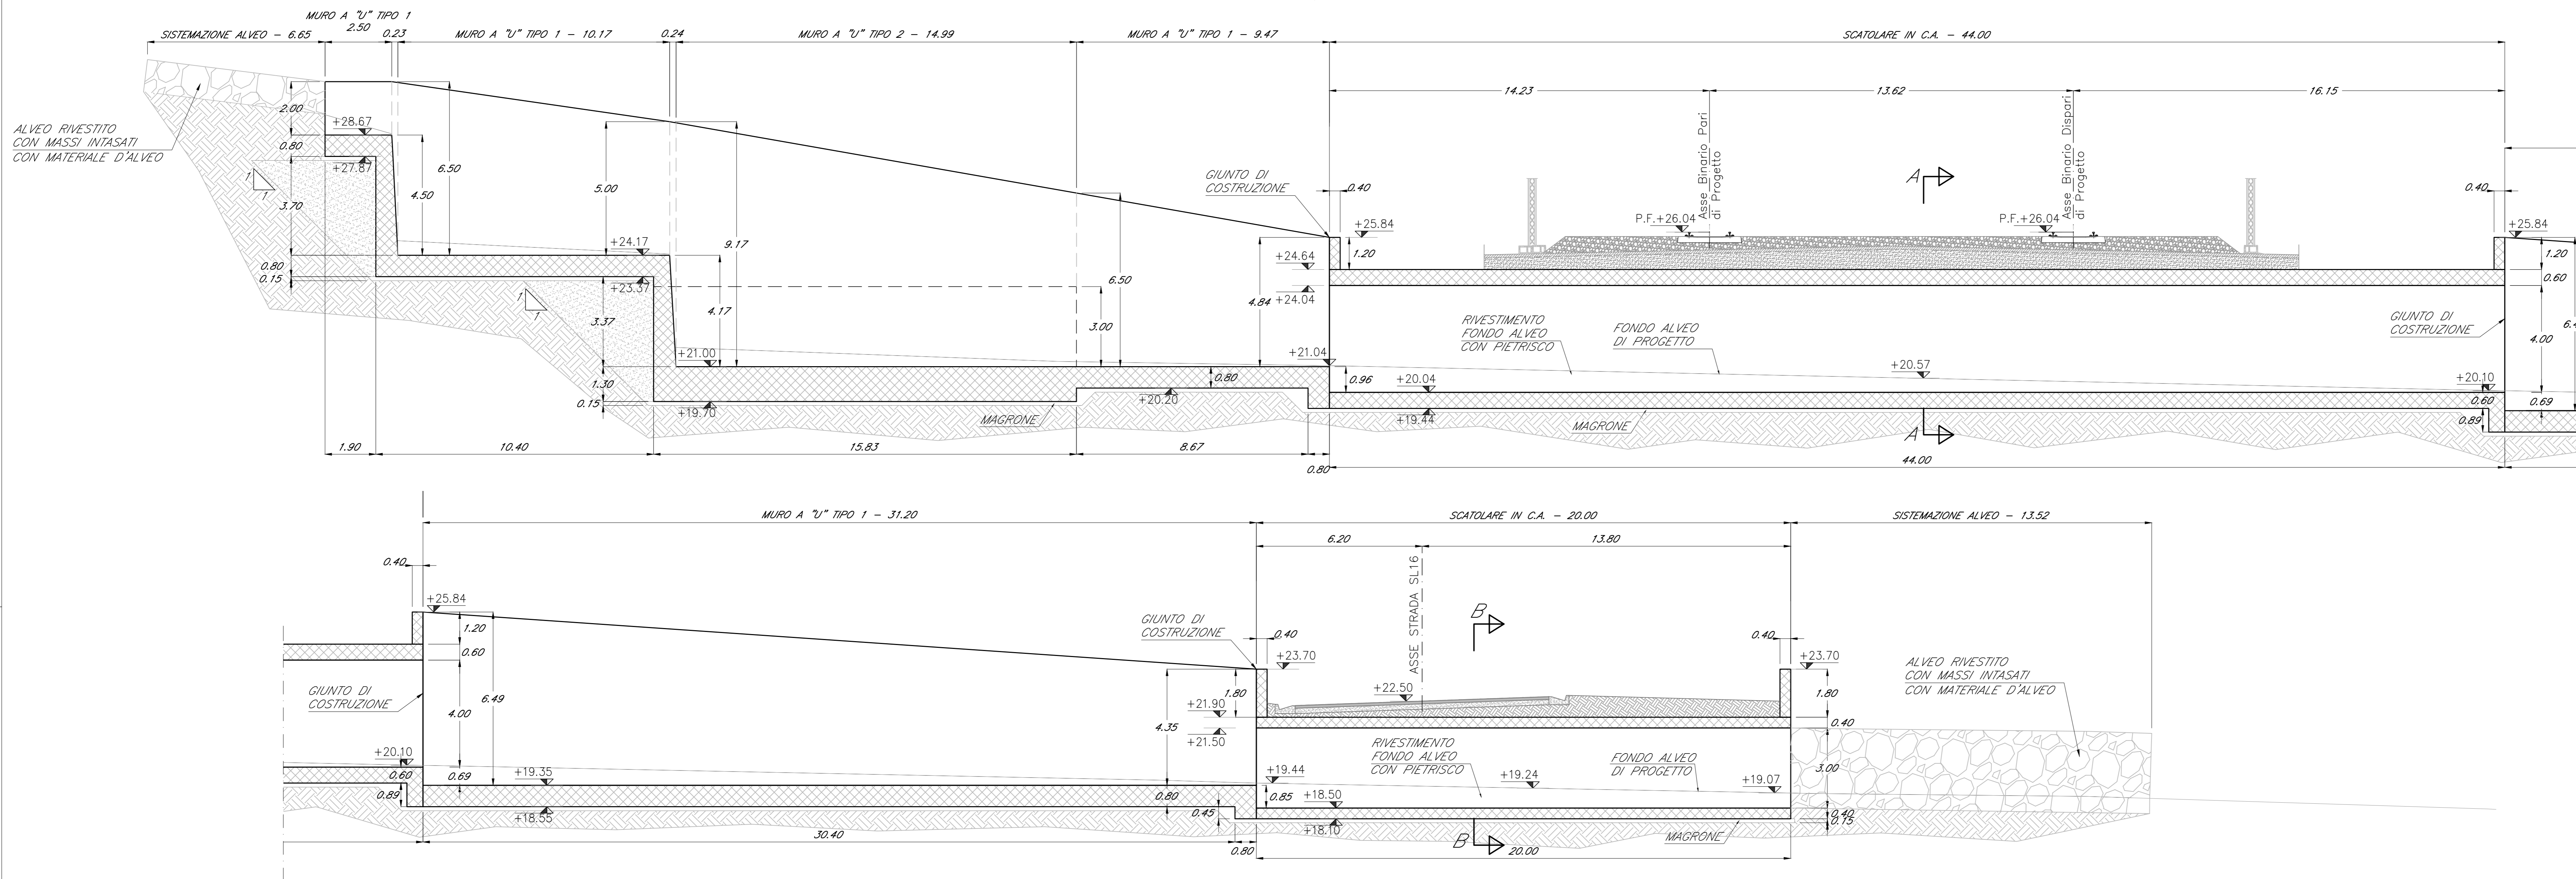 MURO A "U" TIPO 1
2.50
SISTEMAZIONE ALVEO - 6.65
0.23
MURO A "U" TIPO 1 - 10.17
0.24
MURO A "U" TIPO 2 - 14.99
MURO A "U" TIPO 1 - 9.47
SCATOLARE IN C.A. - 44.00
14.23
13.62
16.15
ALVEO RIVESTITO
CON MASSI INTASATI
CON MATERIALE D'ALVEO
2.00
0.80
3.70
0.80
0.15
+28.67
+27.87
1
1
4.50
6.50
5.00
9.17
+24.17
+23.37
1
1
3.37
4.17
1.30
0.15
+21.00
+19.70
3.00
6.50
0.80
+20.20
MAGRONE
GIUNTO DI
COSTRUZIONE
0.40
+25.84
1.20
+24.64
+24.04
4.84
+21.04
0.96
+20.04
+19.44
RIVESTIMENTO
FONDO ALVEO
CON PIETRISCO
FONDO ALVEO
DI PROGETTO
MAGRONE
Asse Binario Pari
di Progetto
P.F.+26.04
A
Asse Binario Dispari
di Progetto
P.F.+26.04
+20.57
A
0.40
+25.84
1.20
0.60
GIUNTO DI
COSTRUZIONE
4.00
6.4
+20.10
0.60
0.69
0.89
1.90
10.40
15.83
8.67
0.80
44.00
MURO A "U" TIPO 1 - 31.20
SCATOLARE IN C.A. - 20.00
SISTEMAZIONE ALVEO - 13.52
6.20
13.80
0.40
+25.84
1.20
0.60
GIUNTO DI
COSTRUZIONE
4.00
6.49
+20.10
0.60
0.69
0.89
+19.35
+18.55
GIUNTO DI
COSTRUZIONE
0.40
+23.70
1.80
+21.90
+21.50
4.35
+19.44
0.80
0.85
0.45
+18.50
+18.10
ASSE STRADA SL16
+22.50
B
RIVESTIMENTO
FONDO ALVEO
CON PIETRISCO
+19.24
FONDO ALVEO
DI PROGETTO
+19.07
B
MAGRONE
0.40
+23.70
1.80
0.40
3.00
0.40
0.15
ALVEO RIVESTITO
CON MASSI INTASATI
CON MATERIALE D'ALVEO
30.40
0.80
20.00